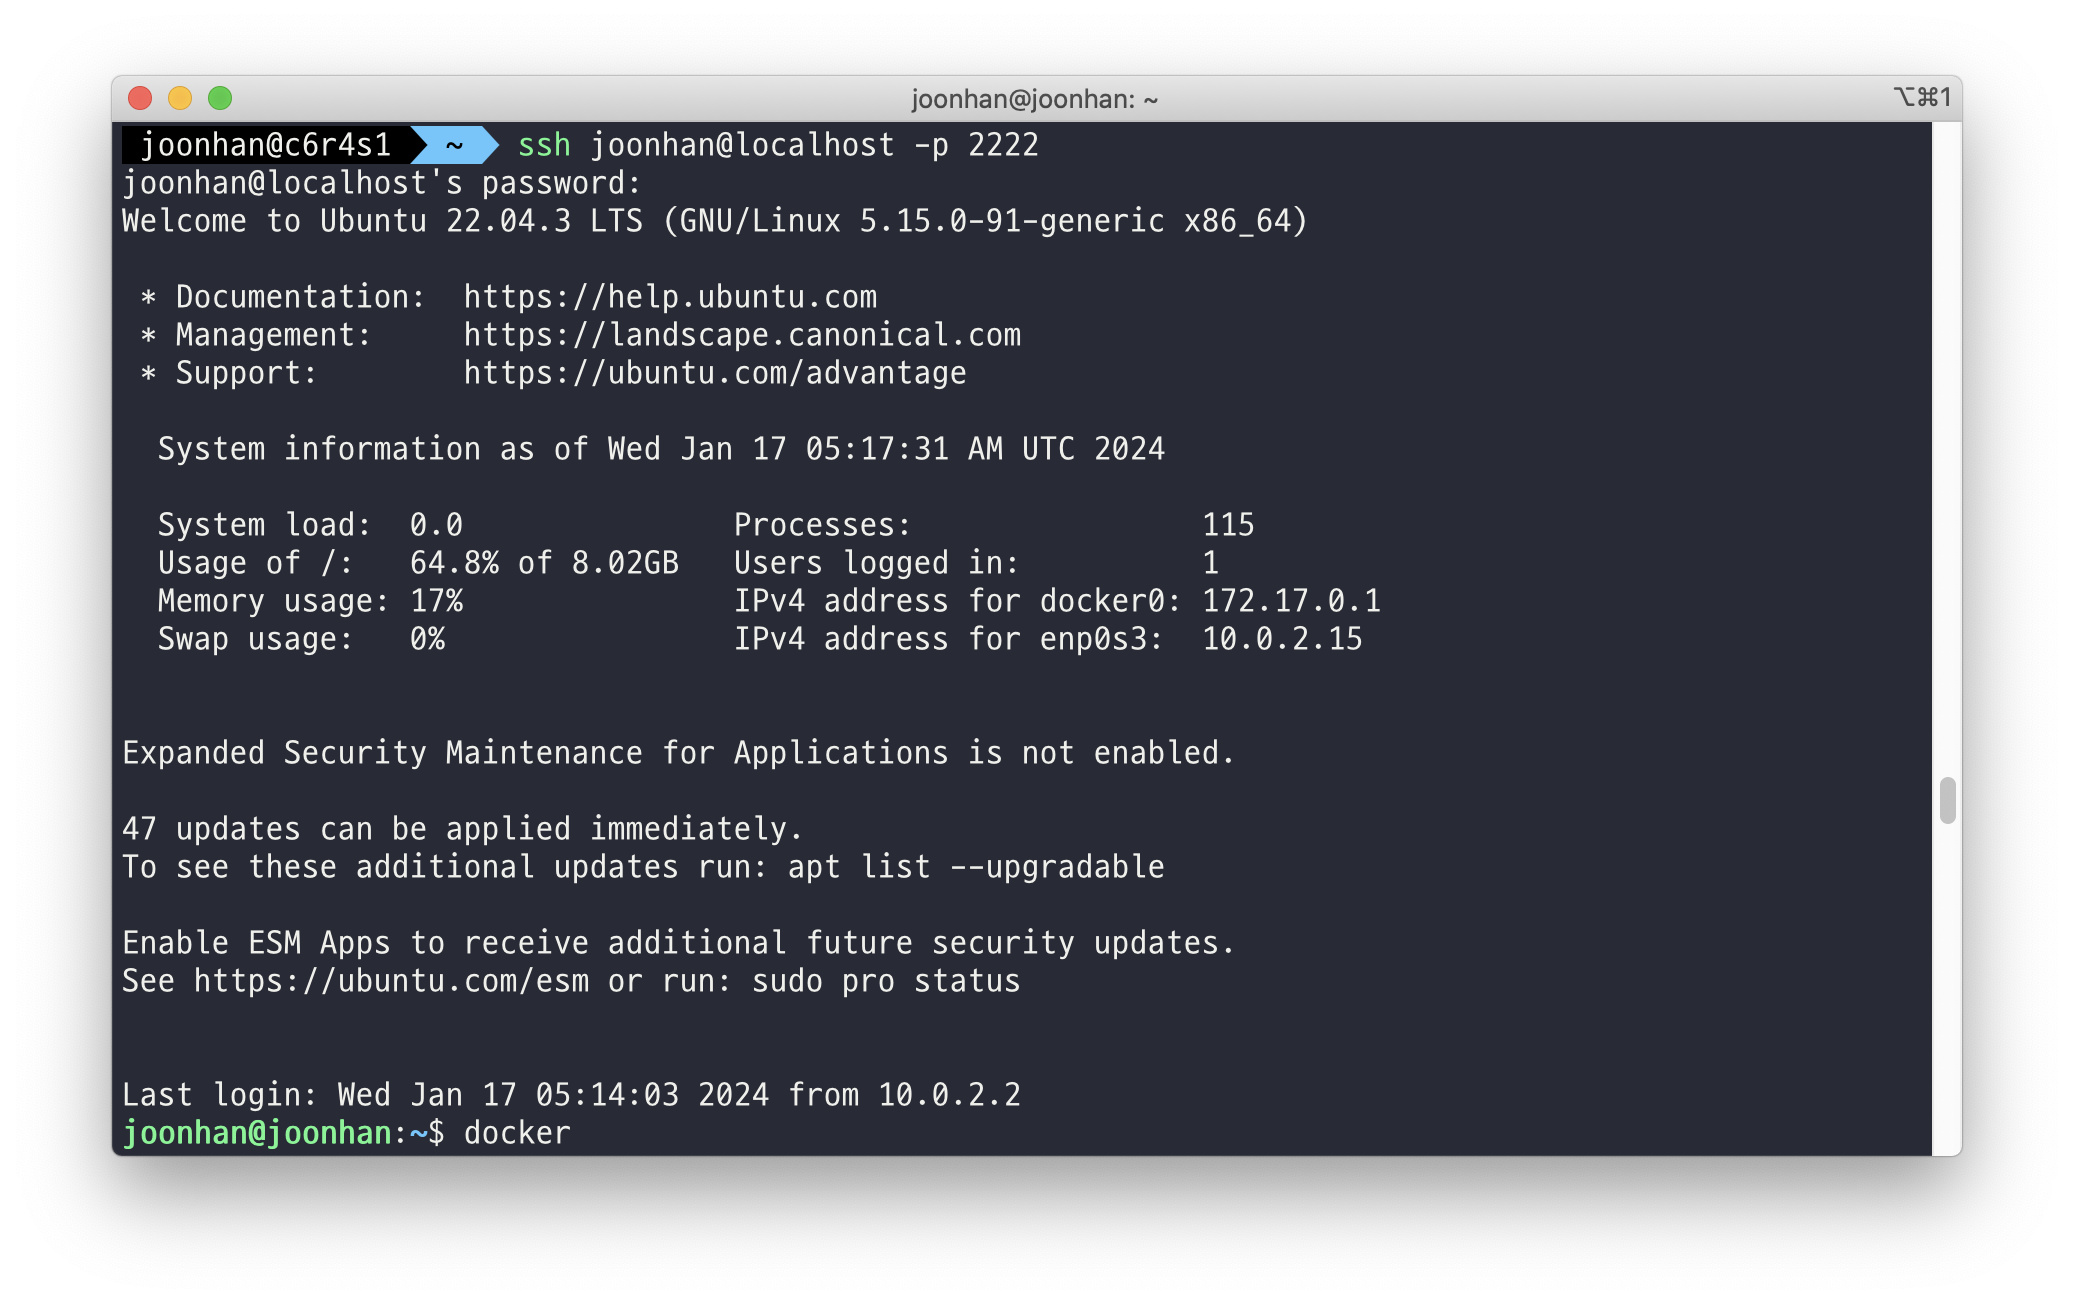 joonhan@joonhan: ~
⌥⌘1
joonhan@c6r4s1 ~ ssh joonhan@localhost -p 2222
joonhan@localhost's password:
Welcome to Ubuntu 22.04.3 LTS (GNU/Linux 5.15.0-91-generic x86_64)
* Documentation:  https://help.ubuntu.com
* Management:     https://landscape.canonical.com
* Support:        https://ubuntu.com/advantage
System information as of Wed Jan 17 05:17:31 AM UTC 2024
System load:  0.0               Processes:                115
Usage of /:   64.8% of 8.02GB   Users logged in:          1
Memory usage: 17%               IPv4 address for docker0: 172.17.0.1
Swap usage:   0%                IPv4 address for enp0s3:  10.0.2.15
Expanded Security Maintenance for Applications is not enabled.
47 updates can be applied immediately.
To see these additional updates run: apt list --upgradable
Enable ESM Apps to receive additional future security updates.
See https://ubuntu.com/esm or run: sudo pro status
Last login: Wed Jan 17 05:14:03 2024 from 10.0.2.2
joonhan@joonhan:~$ docker